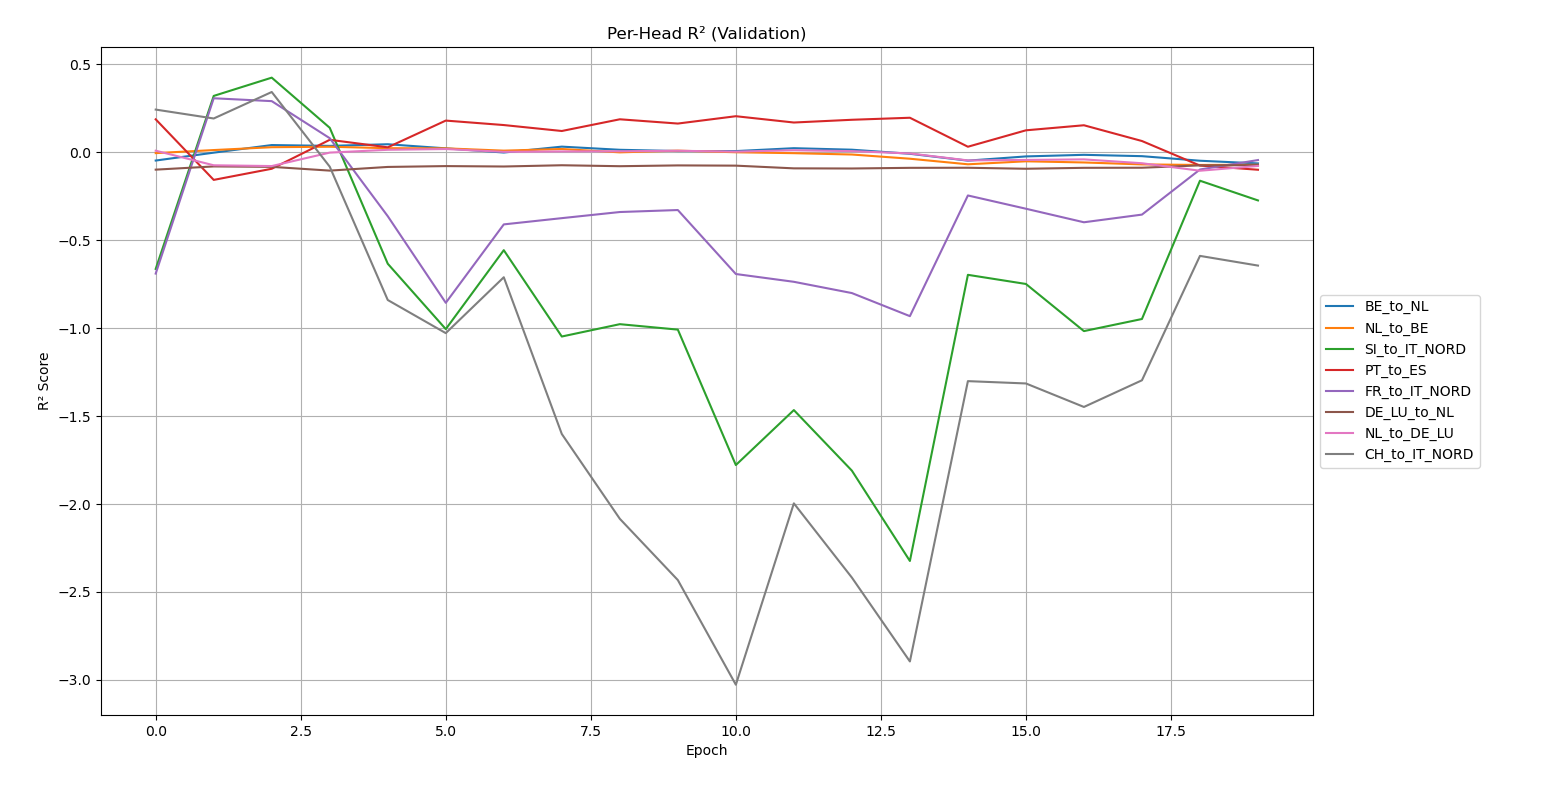 Per-Head R² (Validation)
0.5
0.0
−0.5
−1.0
−1.5
−2.0
−2.5
−3.0
R² Score
0.0 2.5 5.0 7.5 10.0 12.5 15.0 17.5
Epoch
BE_to_NL
NL_to_BE
SI_to_IT_NORD
PT_to_ES
FR_to_IT_NORD
DE_LU_to_NL
NL_to_DE_LU
CH_to_IT_NORD